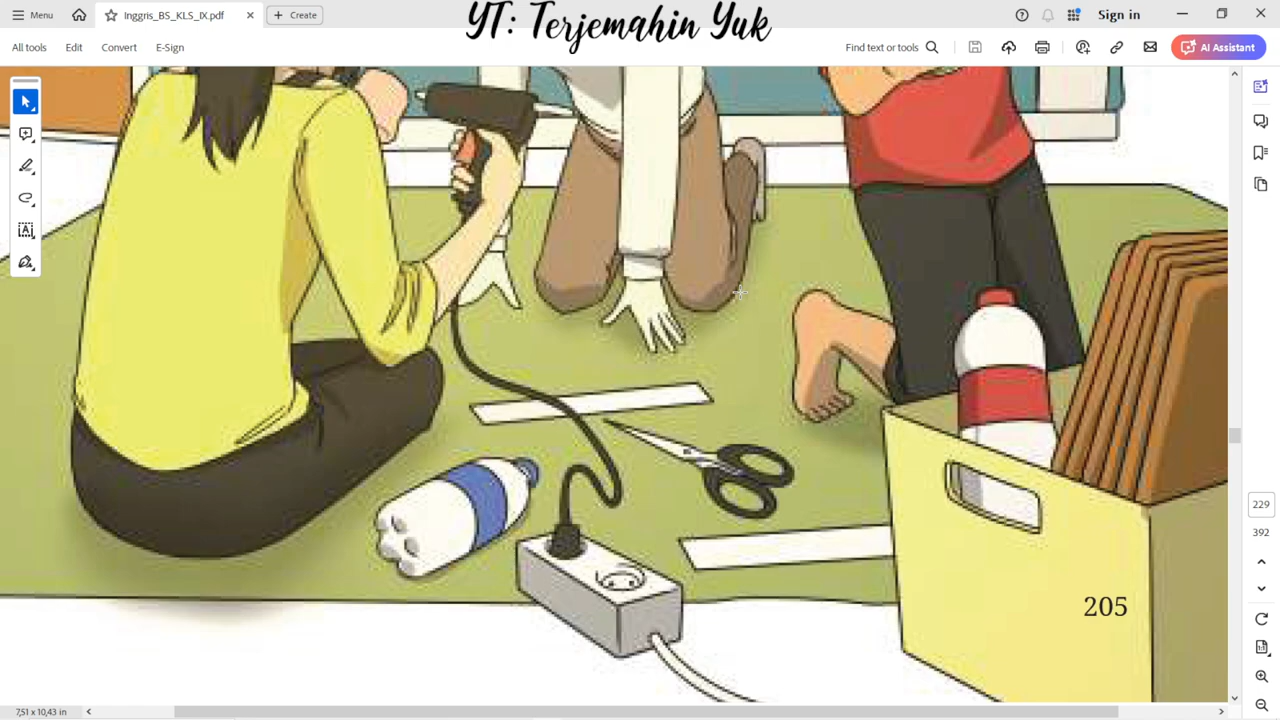 Menu
Inggris_BS_KLS_IX.pdf
Create
YT: Terjemahin Yuk
Sign in
All tools
Edit
Convert
E-Sign
Find text or tools
AI Assistant
205
229
392
7,51 x 10,43 in